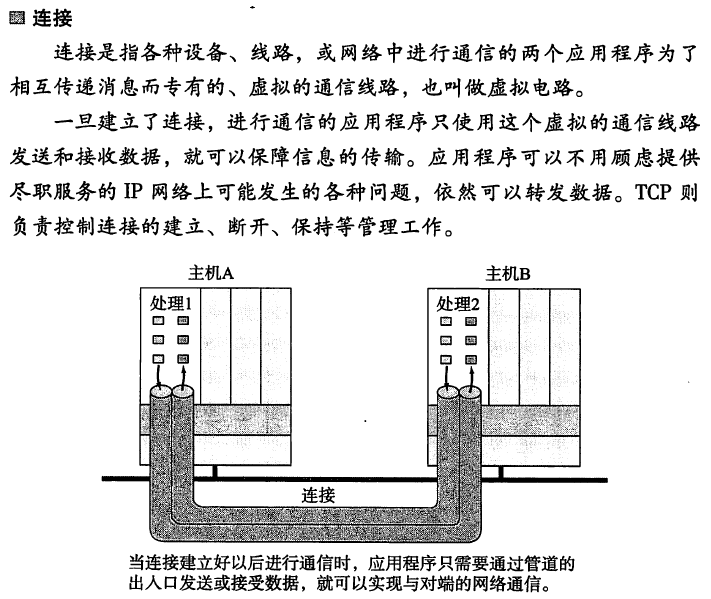 连接
连接是指各种设备、线路，或网络中进行通信的两个应用程序为了
相互传递消息而专有的、虚拟的通信线路，也叫做虚拟电路。
一旦建立了连接，进行通信的应用程序只使用这个虚拟的通信线路
发送和接收数据，就可以保障信息的传输。应用程序可以不用顾虑提供
尽职服务的 IP 网络上可能发生的各种问题，依然可以转发数据。TCP 则
负责控制连接的建立、断开、保持等管理工作。
主机A
主机B
处理1
处理2
连接
当连接建立好以后进行通信时，应用程序只需要通过管道的
出入口发送或接受数据，就可以实现与对端的网络通信。